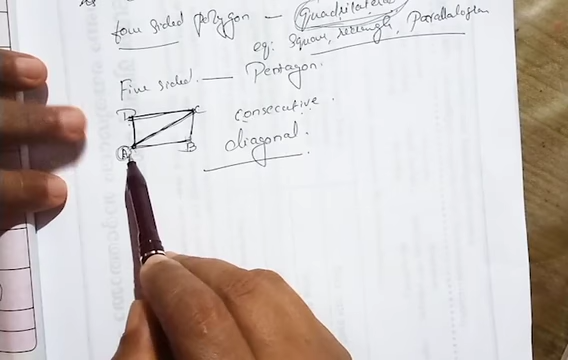 four sided polygon — Quadrilateral
eg: Square, rectangle, Parallelogram
Five sided — Pentagon.
D C consecutive.
A B diagonal.